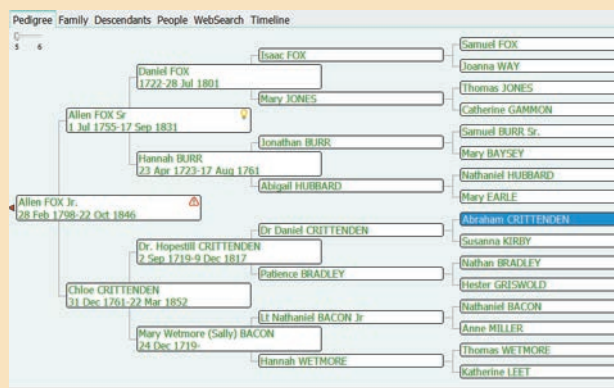 Pedigree Family Descendants People WebSearch Timeline
5 6
Samuel FOX
Isaac FOX
Joanna WAY
Daniel FOX
1722-28 Jul 1801
Thomas JONES
Mary JONES
Catherine GAMMON
Allen FOX Sr
1 Jul 1755-17 Sep 1831
Samuel BURR Sr.
Jonathan BURR
Mary BAYSEY
Hannah BURR
23 Apr 1723-17 Aug 1761
Nathaniel HUBBARD
Abigail HUBBARD
Mary EARLE
Allen FOX Jr.
28 Feb 1798-22 Oct 1846
Abraham CRITTENDEN
Dr Daniel CRITTENDEN
Susanna KIRBY
Dr. Hopestill CRITTENDEN
2 Sep 1719-9 Dec 1817
Nathan BRADLEY
Patience BRADLEY
Hester GRISWOLD
Chloe CRITTENDEN
31 Dec 1761-22 Mar 1852
Nathaniel BACON
Lt Nathaniel BACON Jr
Anne MILLER
Mary Wetmore (Sally) BACON
24 Dec 1719-
Thomas WETMORE
Hannah WETMORE
Katherine LEET